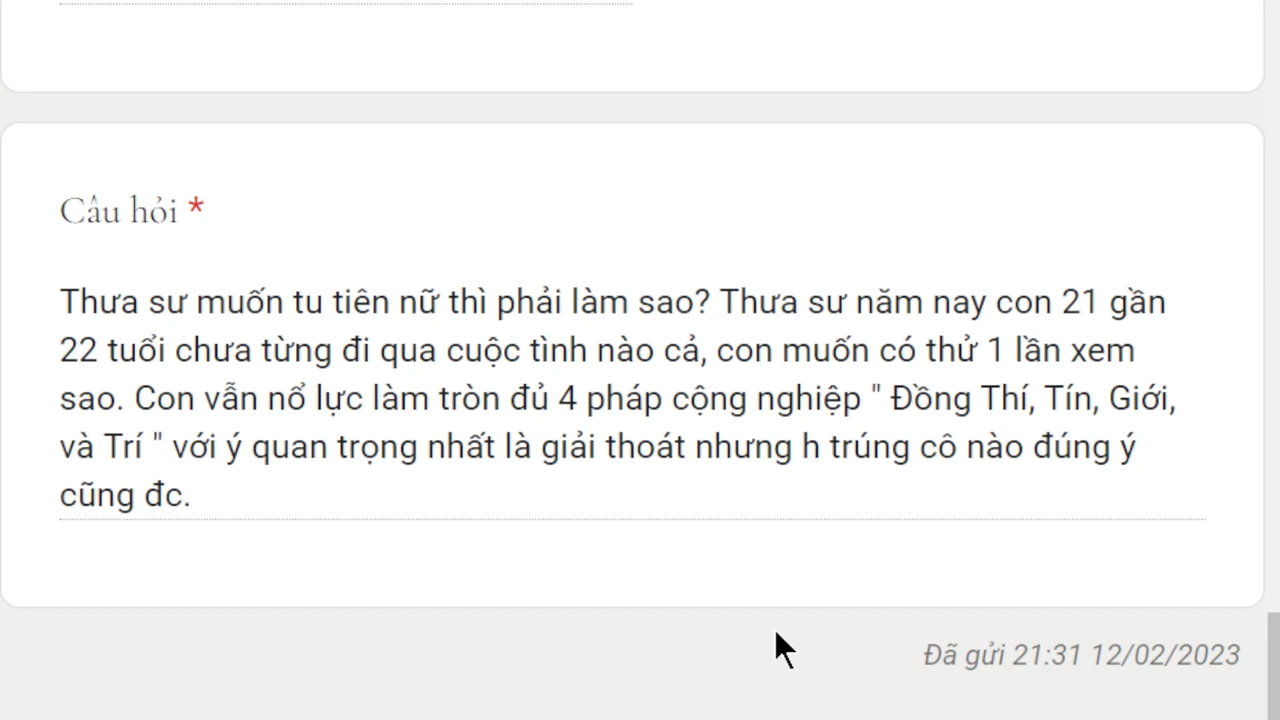 Câu hỏi *
Thưa sư muốn tu tiên nữ thì phải làm sao? Thưa sư năm nay con 21 gần
22 tuổi chưa từng đi qua cuộc tình nào cả, con muốn có thử 1 lần xem
sao. Con vẫn nổ lực làm tròn đủ 4 pháp cộng nghiệp " Đồng Thí, Tín, Giới,
và Trí " với ý quan trọng nhất là giải thoát nhưng h trúng cô nào đúng ý
cũng đc.
Đã gửi 21:31 12/02/2023